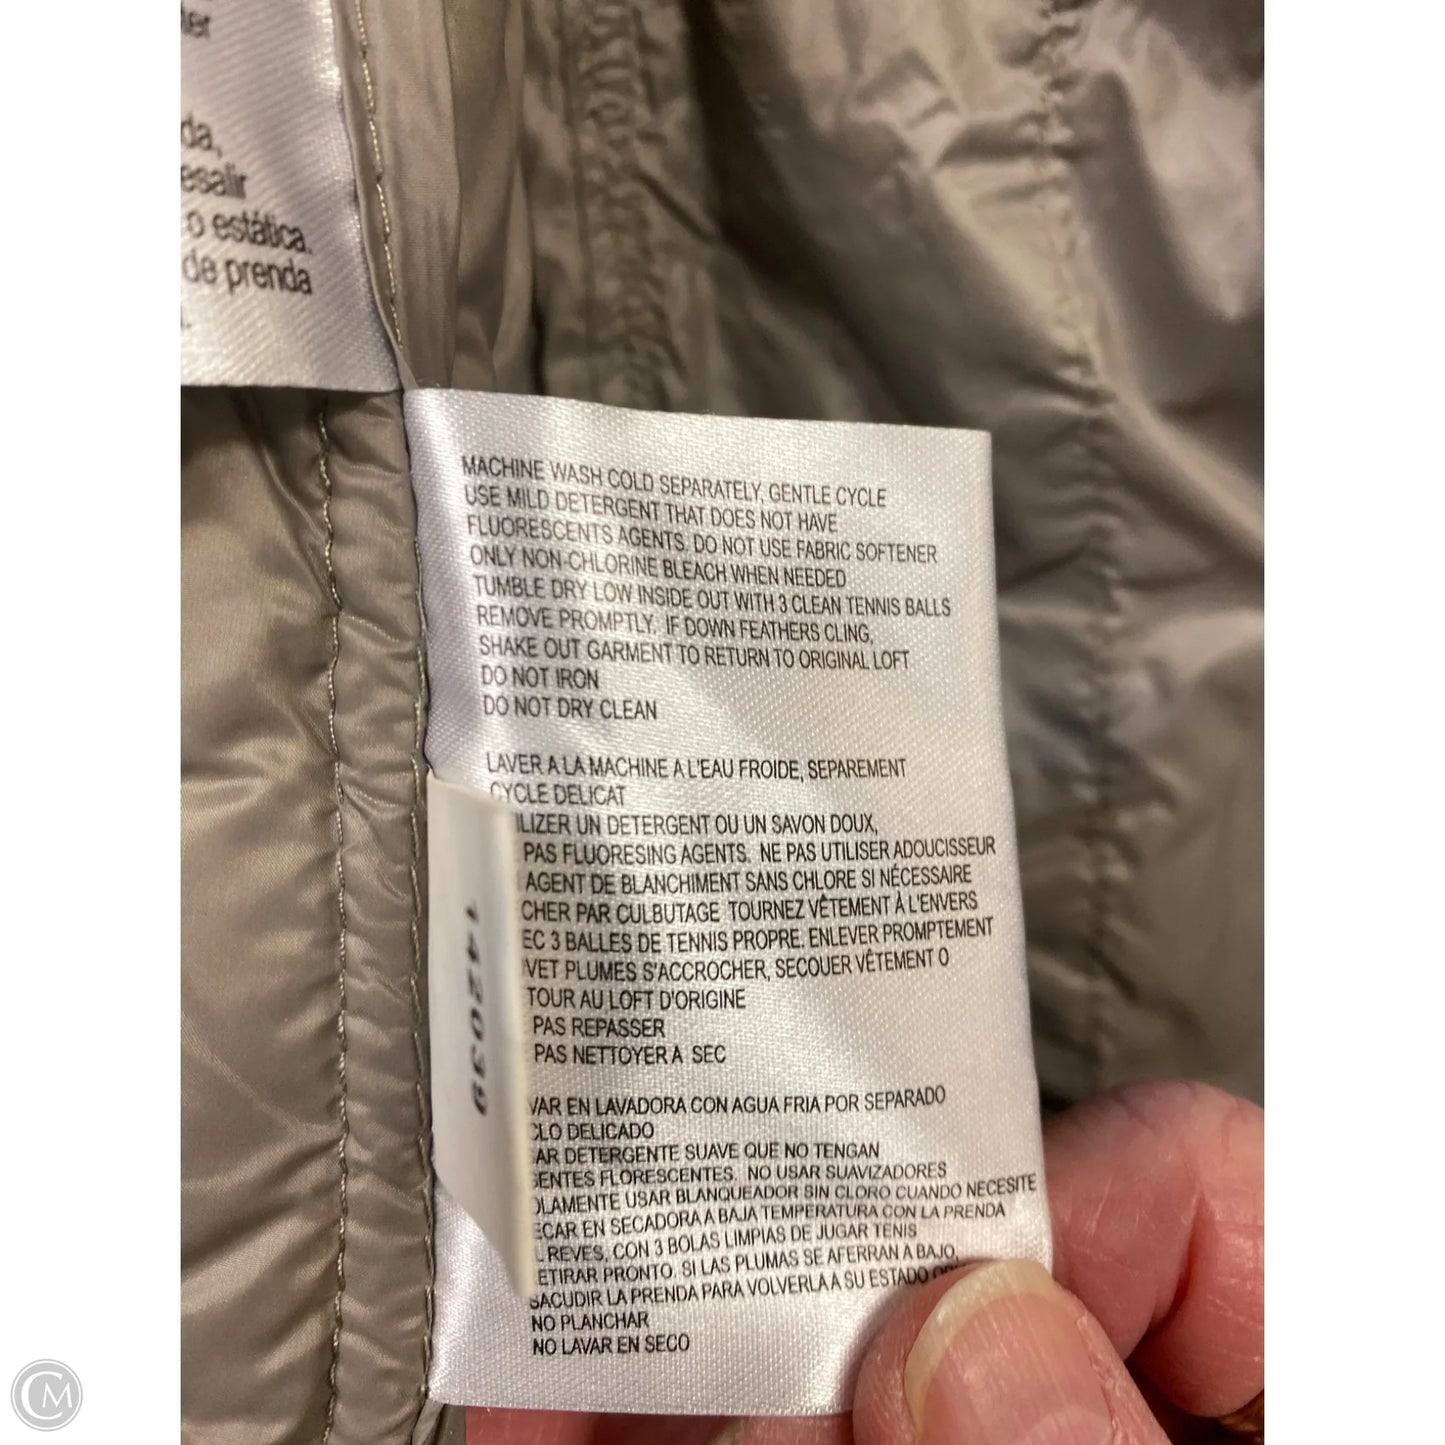 da,
esalir
o estática.
de prenda
MACHINE WASH COLD SEPARATELY, GENTLE CYCLE
USE MILD DETERGENT THAT DOES NOT HAVE
FLUORESCENTS AGENTS. DO NOT USE FABRIC SOFTENER
ONLY NON-CHLORINE BLEACH WHEN NEEDED
TUMBLE DRY LOW INSIDE OUT WITH 3 CLEAN TENNIS BALLS
REMOVE PROMPTLY. IF DOWN FEATHERS CLING,
SHAKE OUT GARMENT TO RETURN TO ORIGINAL LOFT
DO NOT IRON
DO NOT DRY CLEAN
LAVER A LA MACHINE A L'EAU FROIDE, SEPAREMENT
CYCLE DELICAT
ILIZER UN DETERGENT OU UN SAVON DOUX,
PAS FLUORESING AGENTS. NE PAS UTILISER ADOUCISSEUR
AGENT DE BLANCHIMENT SANS CHLORE SI NÉCESSAIRE
CHER PAR CULBUTAGE TOURNEZ VÊTEMENT À L'ENVERS
EC 3 BALLES DE TENNIS PROPRE. ENLEVER PROMPTEMENT
VET PLUMES S'ACCROCHER, SECOUER VÊTEMENT O
TOUR AU LOFT D'ORIGINE
PAS REPASSER
PAS NETTOYER A SEC
142039
VAR EN LAVADORA CON AGUA FRIA POR SEPARADO
CLO DELICADO
AR DETERGENTE SUAVE QUE NO TENGAN
ENTES FLORESCENTES. NO USAR SUAVIZADORES
OLAMENTE USAR BLANQUEADOR SIN CLORO CUANDO NECESITE
ECAR EN SECADORA A BAJA TEMPERATURA CON LA PRENDA
L REVES, CON 3 BOLAS LIMPIAS DE JUGAR TENIS
ETIRAR PRONTO. SI LAS PLUMAS SE AFERRAN A BAJO,
SACUDIR LA PRENDA PARA VOLVERLA A SU ESTADO
NO PLANCHAR
NO LAVAR EN SECO
CM